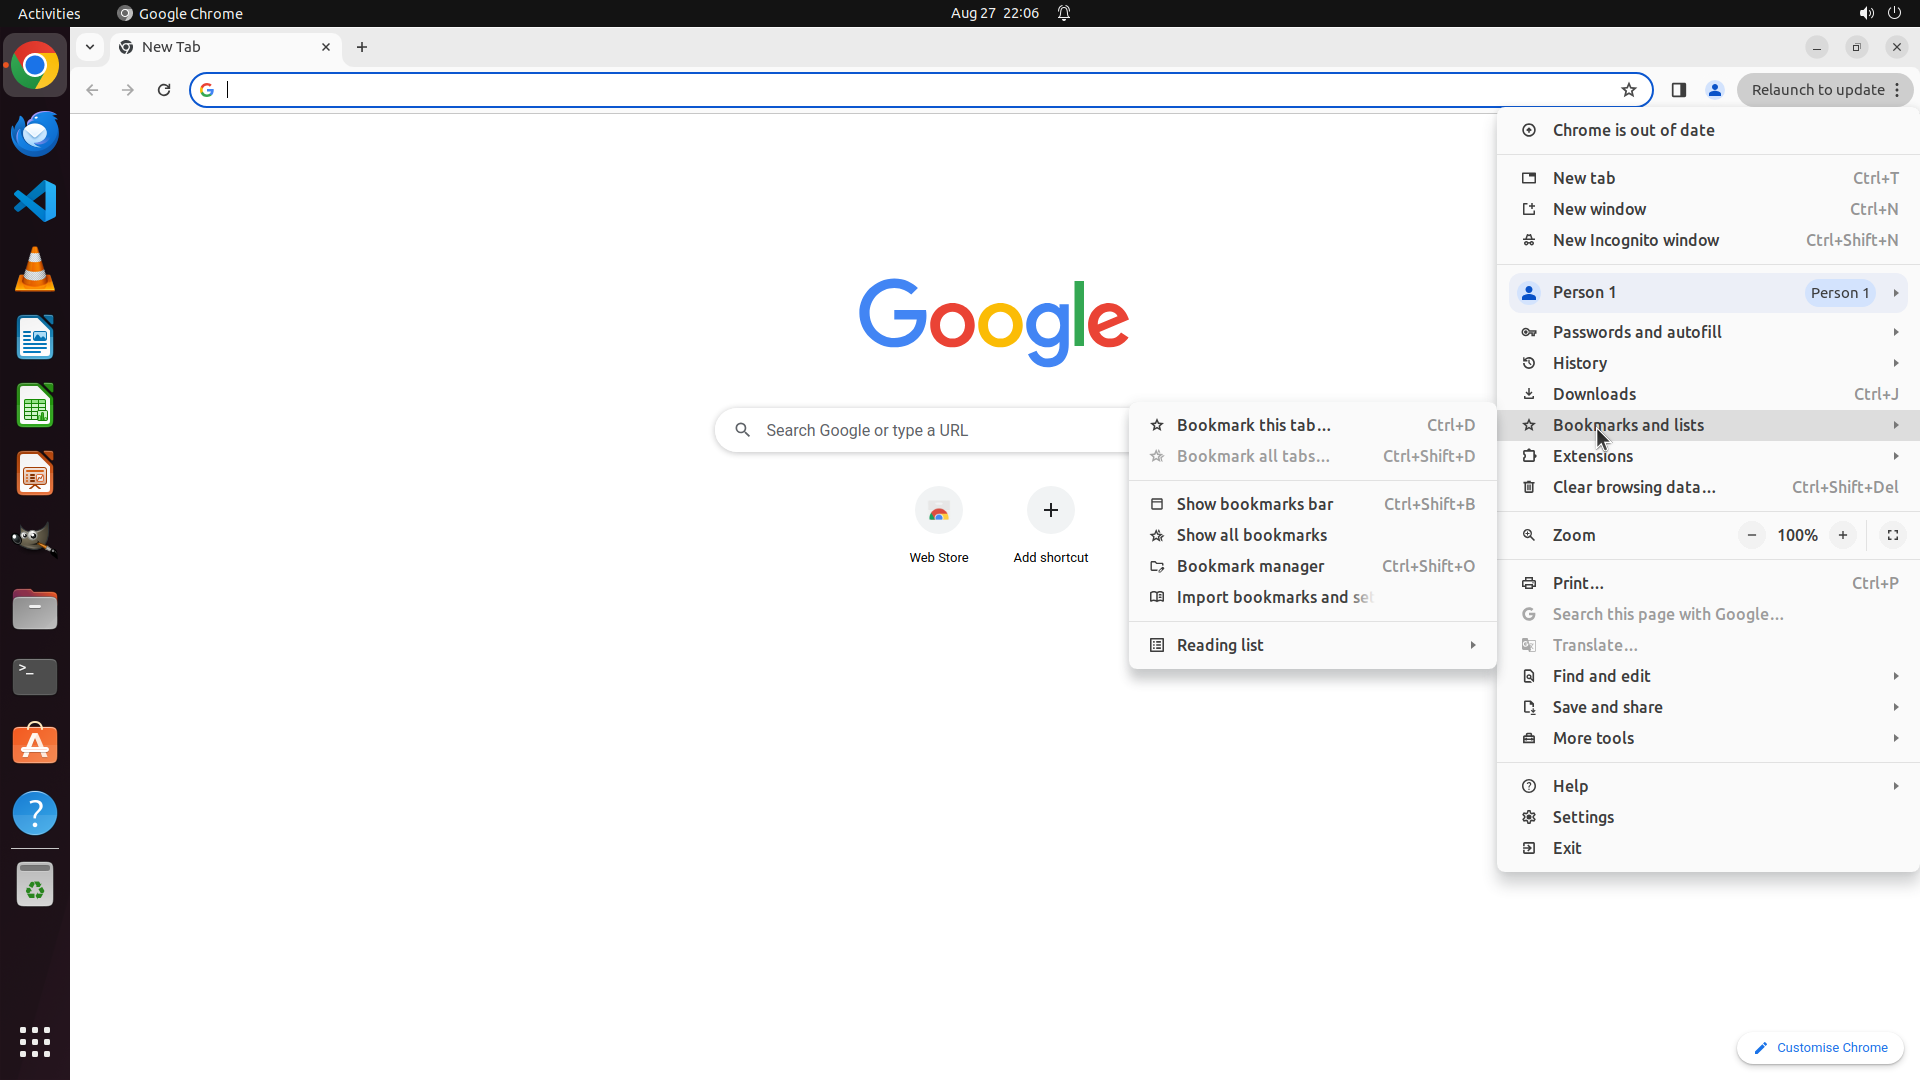 Activities
Google Chrome
Aug 27 22:06
New Tab
Relaunch to update
Chrome is out of date
New tab Ctrl+T
New window Ctrl+N
New Incognito window Ctrl+Shift+N
Person 1 Person 1
Passwords and autofill
History
Downloads Ctrl+J
Bookmarks and lists
Extensions
Clear browsing data... Ctrl+Shift+Del
Zoom 100%
Print... Ctrl+P
Search this page with Google...
Translate...
Find and edit
Save and share
More tools
Help
Settings
Exit
Bookmark this tab... Ctrl+D
Bookmark all tabs... Ctrl+Shift+D
Show bookmarks bar Ctrl+Shift+B
Show all bookmarks
Bookmark manager Ctrl+Shift+O
Import bookmarks and set
Reading list
Google
Search Google or type a URL
Web Store
Add shortcut
Customise Chrome